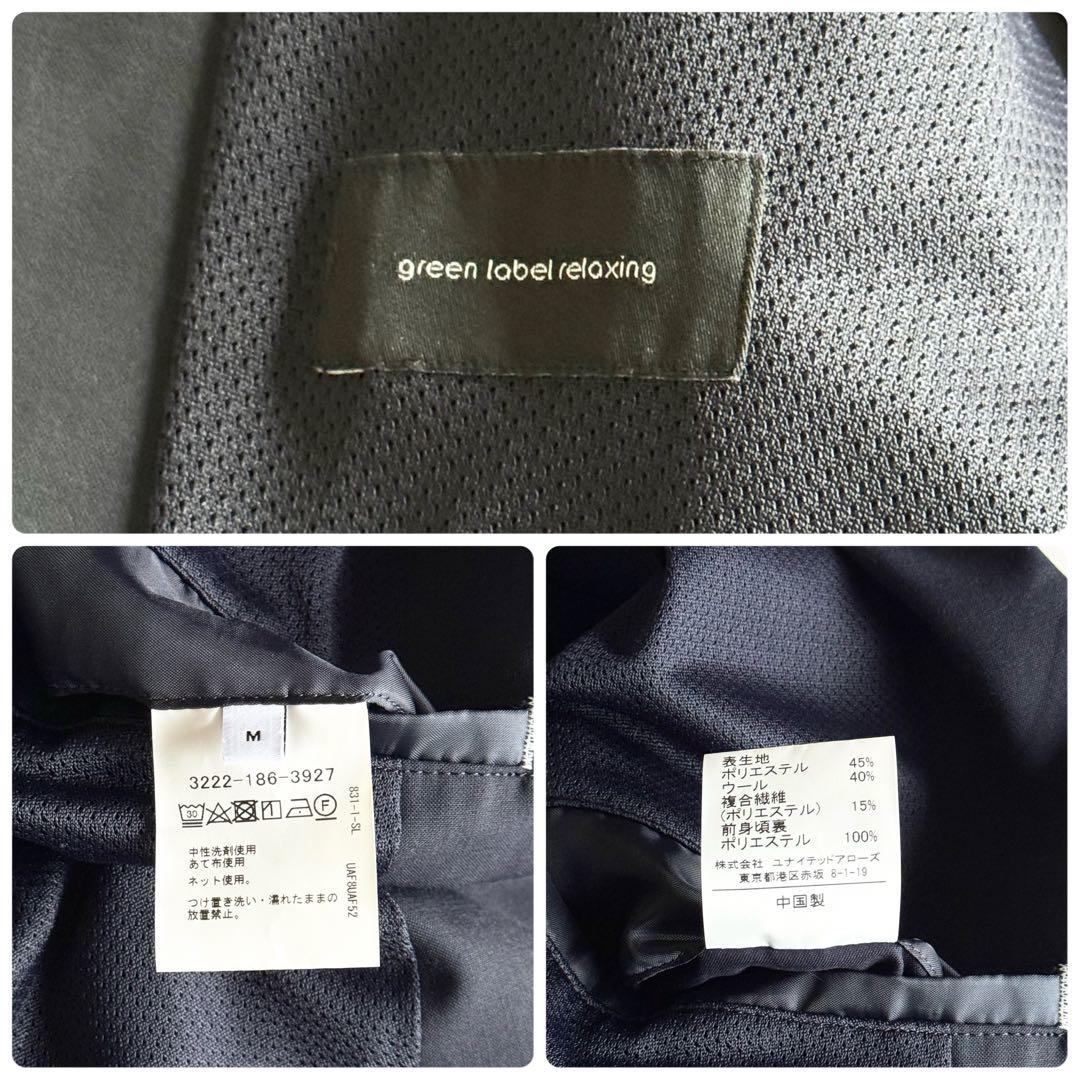 green label relaxing
M
3222-186-3927
30 1 F
中性洗剤使用
あて布使用
ネット使用。
つけ置き洗い・濡れたままの
放置禁止。
831-I-SL UAF8UAF52
表生地
ポリエステル 45%
ウール 40%
複合繊維
(ポリエステル) 15%
前身頃裏
ポリエステル 100%
株式会社 ユナイテッドアローズ
東京都港区赤坂 8-1-19
中国製